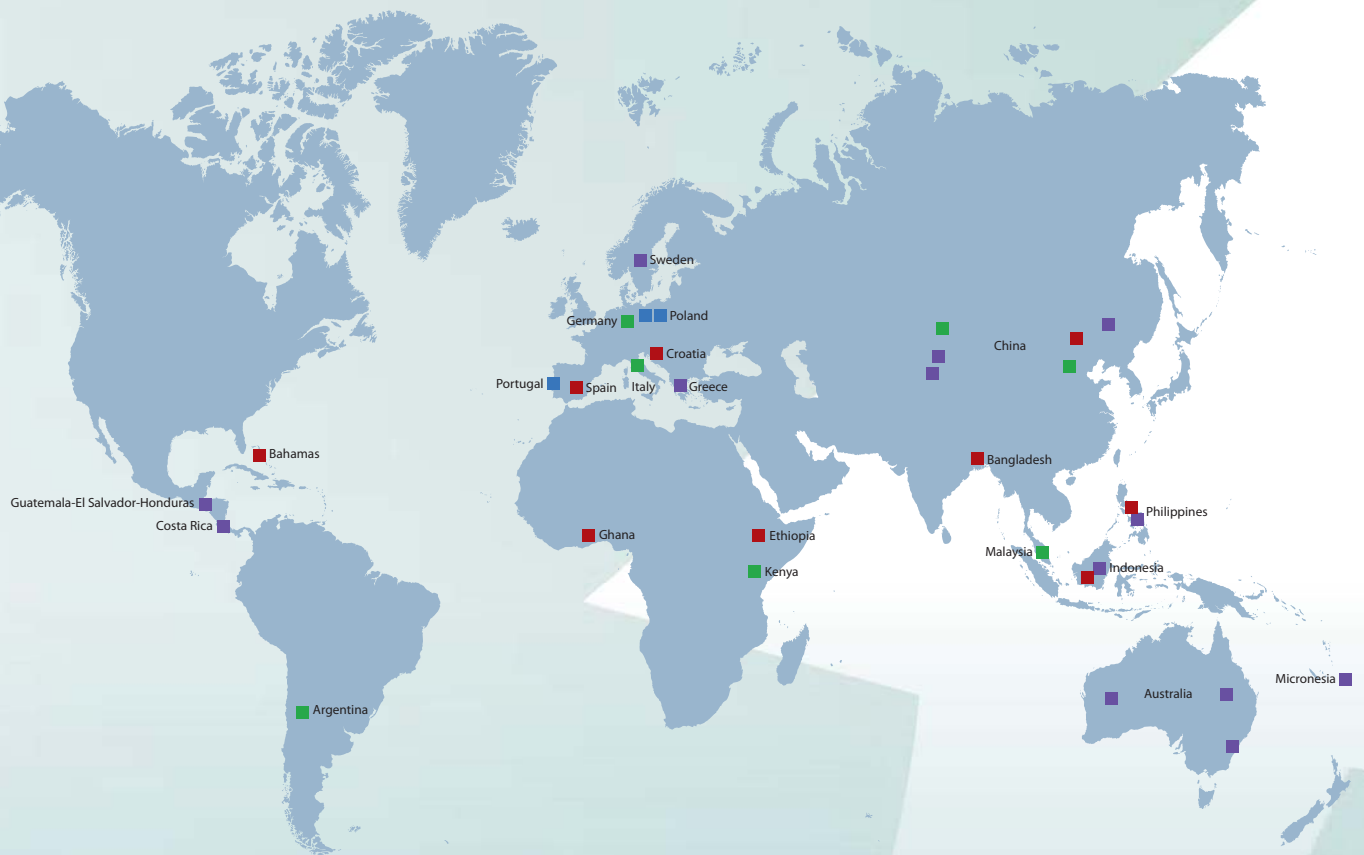 Sweden
Germany
Poland
Croatia
Portugal
Spain
Italy
Greece
China
Bahamas
Bangladesh
Guatemala-El Salvador-Honduras
Costa Rica
Philippines
Ghana
Ethiopia
Malaysia
Kenya
Indonesia
Micronesia
Australia
Argentina